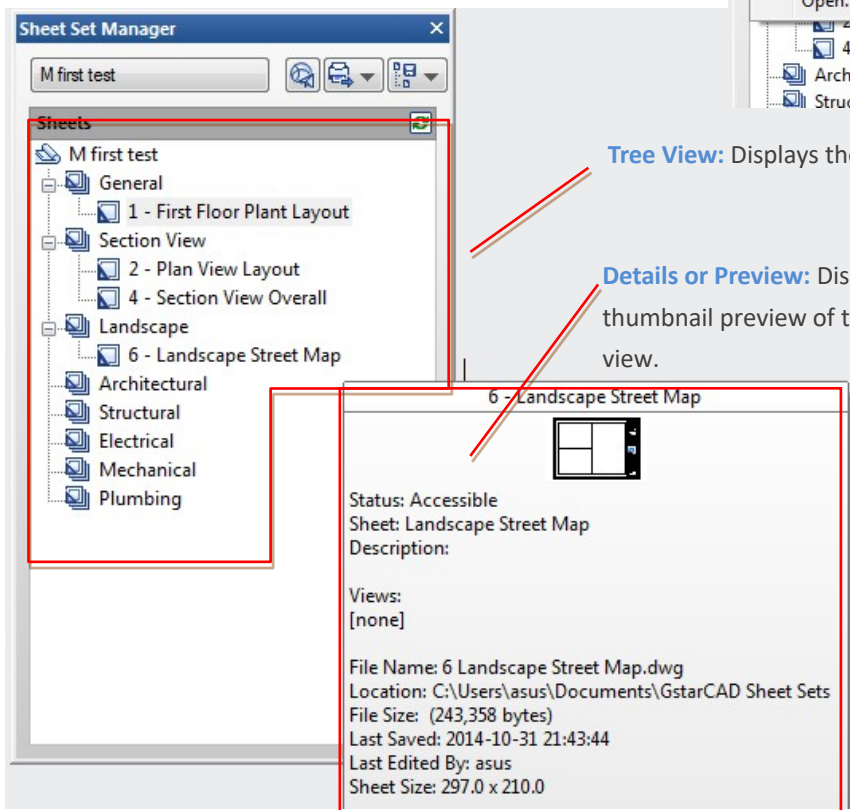 Sheet Set Manager
M first test
Sheets
M first test
General
1 - First Floor Plant Layout
Section View
2 - Plan View Layout
4 - Section View Overall
Landscape
6 - Landscape Street Map
Architectural
Structural
Electrical
Mechanical
Plumbing
Open.
2
4
Arch
Struc
Tree View: Displays the
Details or Preview: Dis
thumbnail preview of t
view.
6 - Landscape Street Map
Status: Accessible
Sheet: Landscape Street Map
Description:
Views:
[none]
File Name: 6 Landscape Street Map.dwg
Location: C:\Users\asus\Documents\GstarCAD Sheet Sets
File Size: (243,358 bytes)
Last Saved: 2014-10-31 21:43:44
Last Edited By: asus
Sheet Size: 297.0 x 210.0